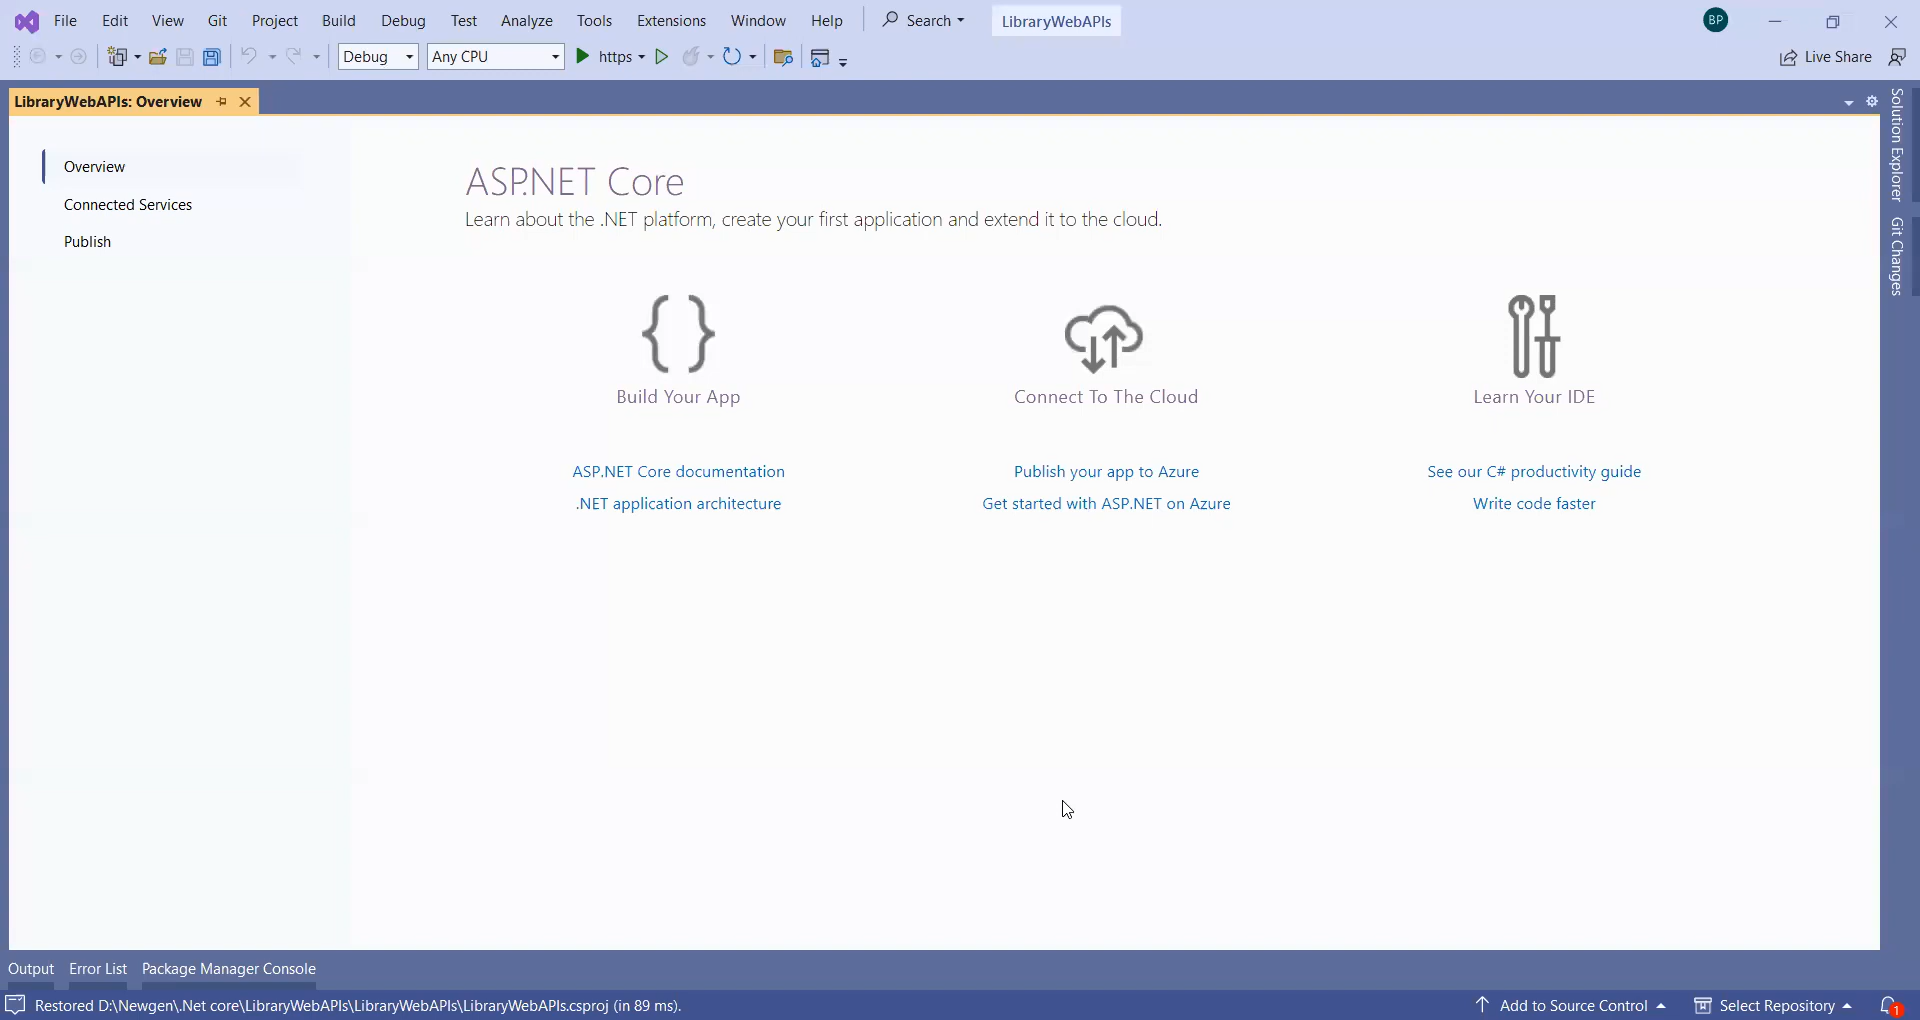 File Edit View Git Project Build Debug Test Analyze Tools Extensions Window Help Search LibraryWebAPIs BP
Debug Any CPU https Live Share
LibraryWebAPIs: Overview
Solution Explorer
Git Changes
Overview
Connected Services
Publish
ASP.NET Core
Learn about the .NET platform, create your first application and extend it to the cloud.
Build Your App
ASP.NET Core documentation
.NET application architecture
Connect To The Cloud
Publish your app to Azure
Get started with ASP.NET on Azure
Learn Your IDE
See our C# productivity guide
Write code faster
Output Error List Package Manager Console
Restored D:\Newgen\.Net core\LibraryWebAPIs\LibraryWebAPIs\LibraryWebAPIs.csproj (in 89 ms). Add to Source Control Select Repository 1